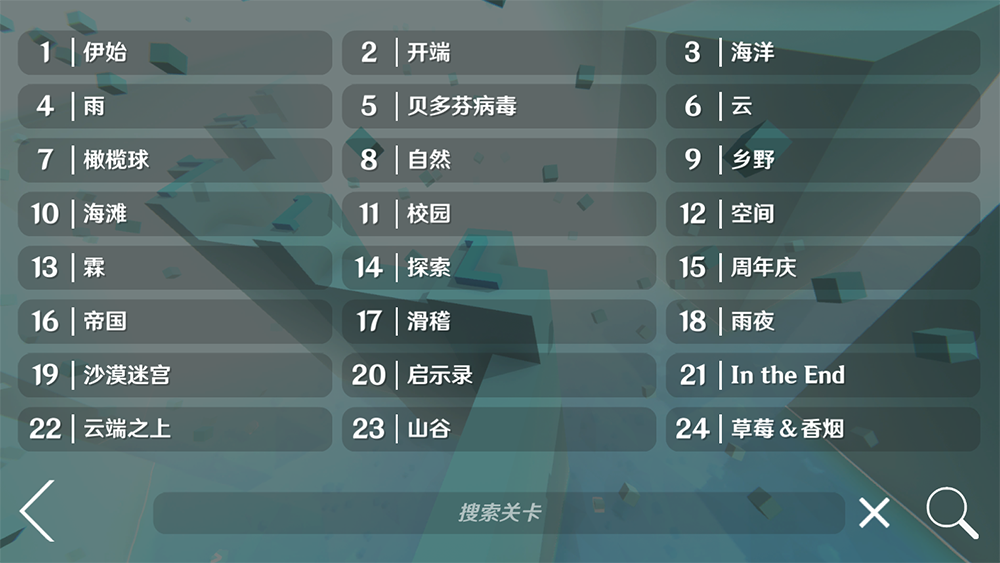 1 伊始
2 开端
3 海洋
4 雨
5 贝多芬病毒
6 云
7 橄榄球
8 自然
9 乡野
10 海滩
11 校园
12 空间
13 霖
14 探索
15 周年庆
16 帝国
17 滑稽
18 雨夜
19 沙漠迷宫
20 启示录
21 In the End
22 云端之上
23 山谷
24 草莓&香烟
搜索关卡